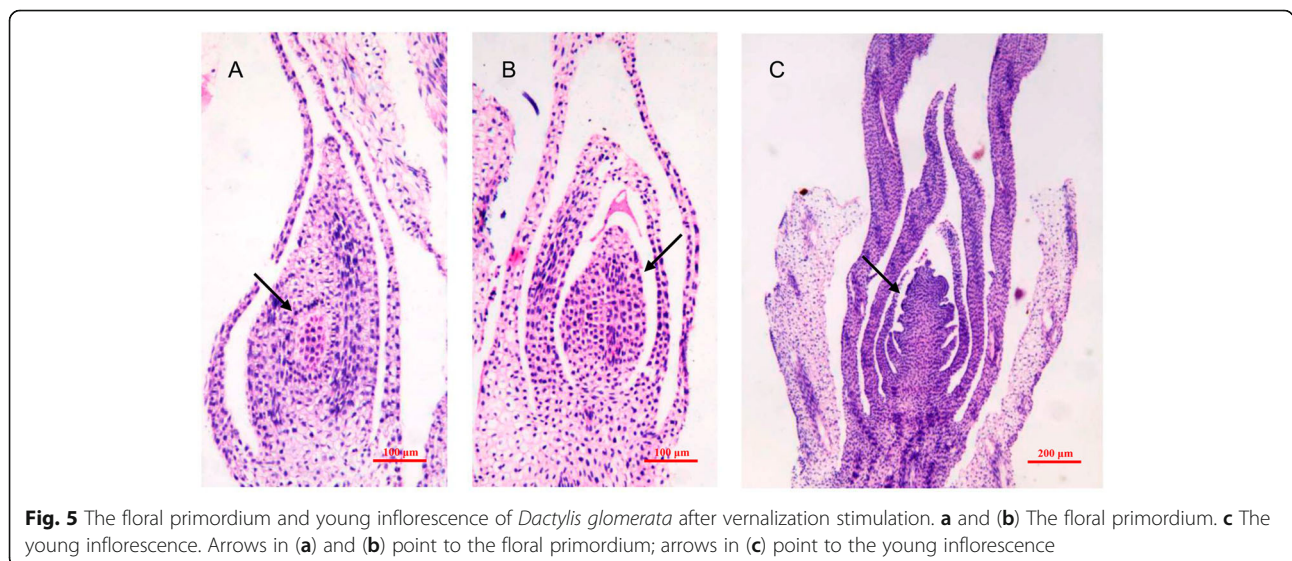 A
B
C
100 µm
100 µm
200 µm
Fig. 5 The floral primordium and young inflorescence of Dactylis glomerata after vernalization stimulation. a and (b) The floral primordium. c The
young inflorescence. Arrows in (a) and (b) point to the floral primordium; arrows in (c) point to the young inflorescence